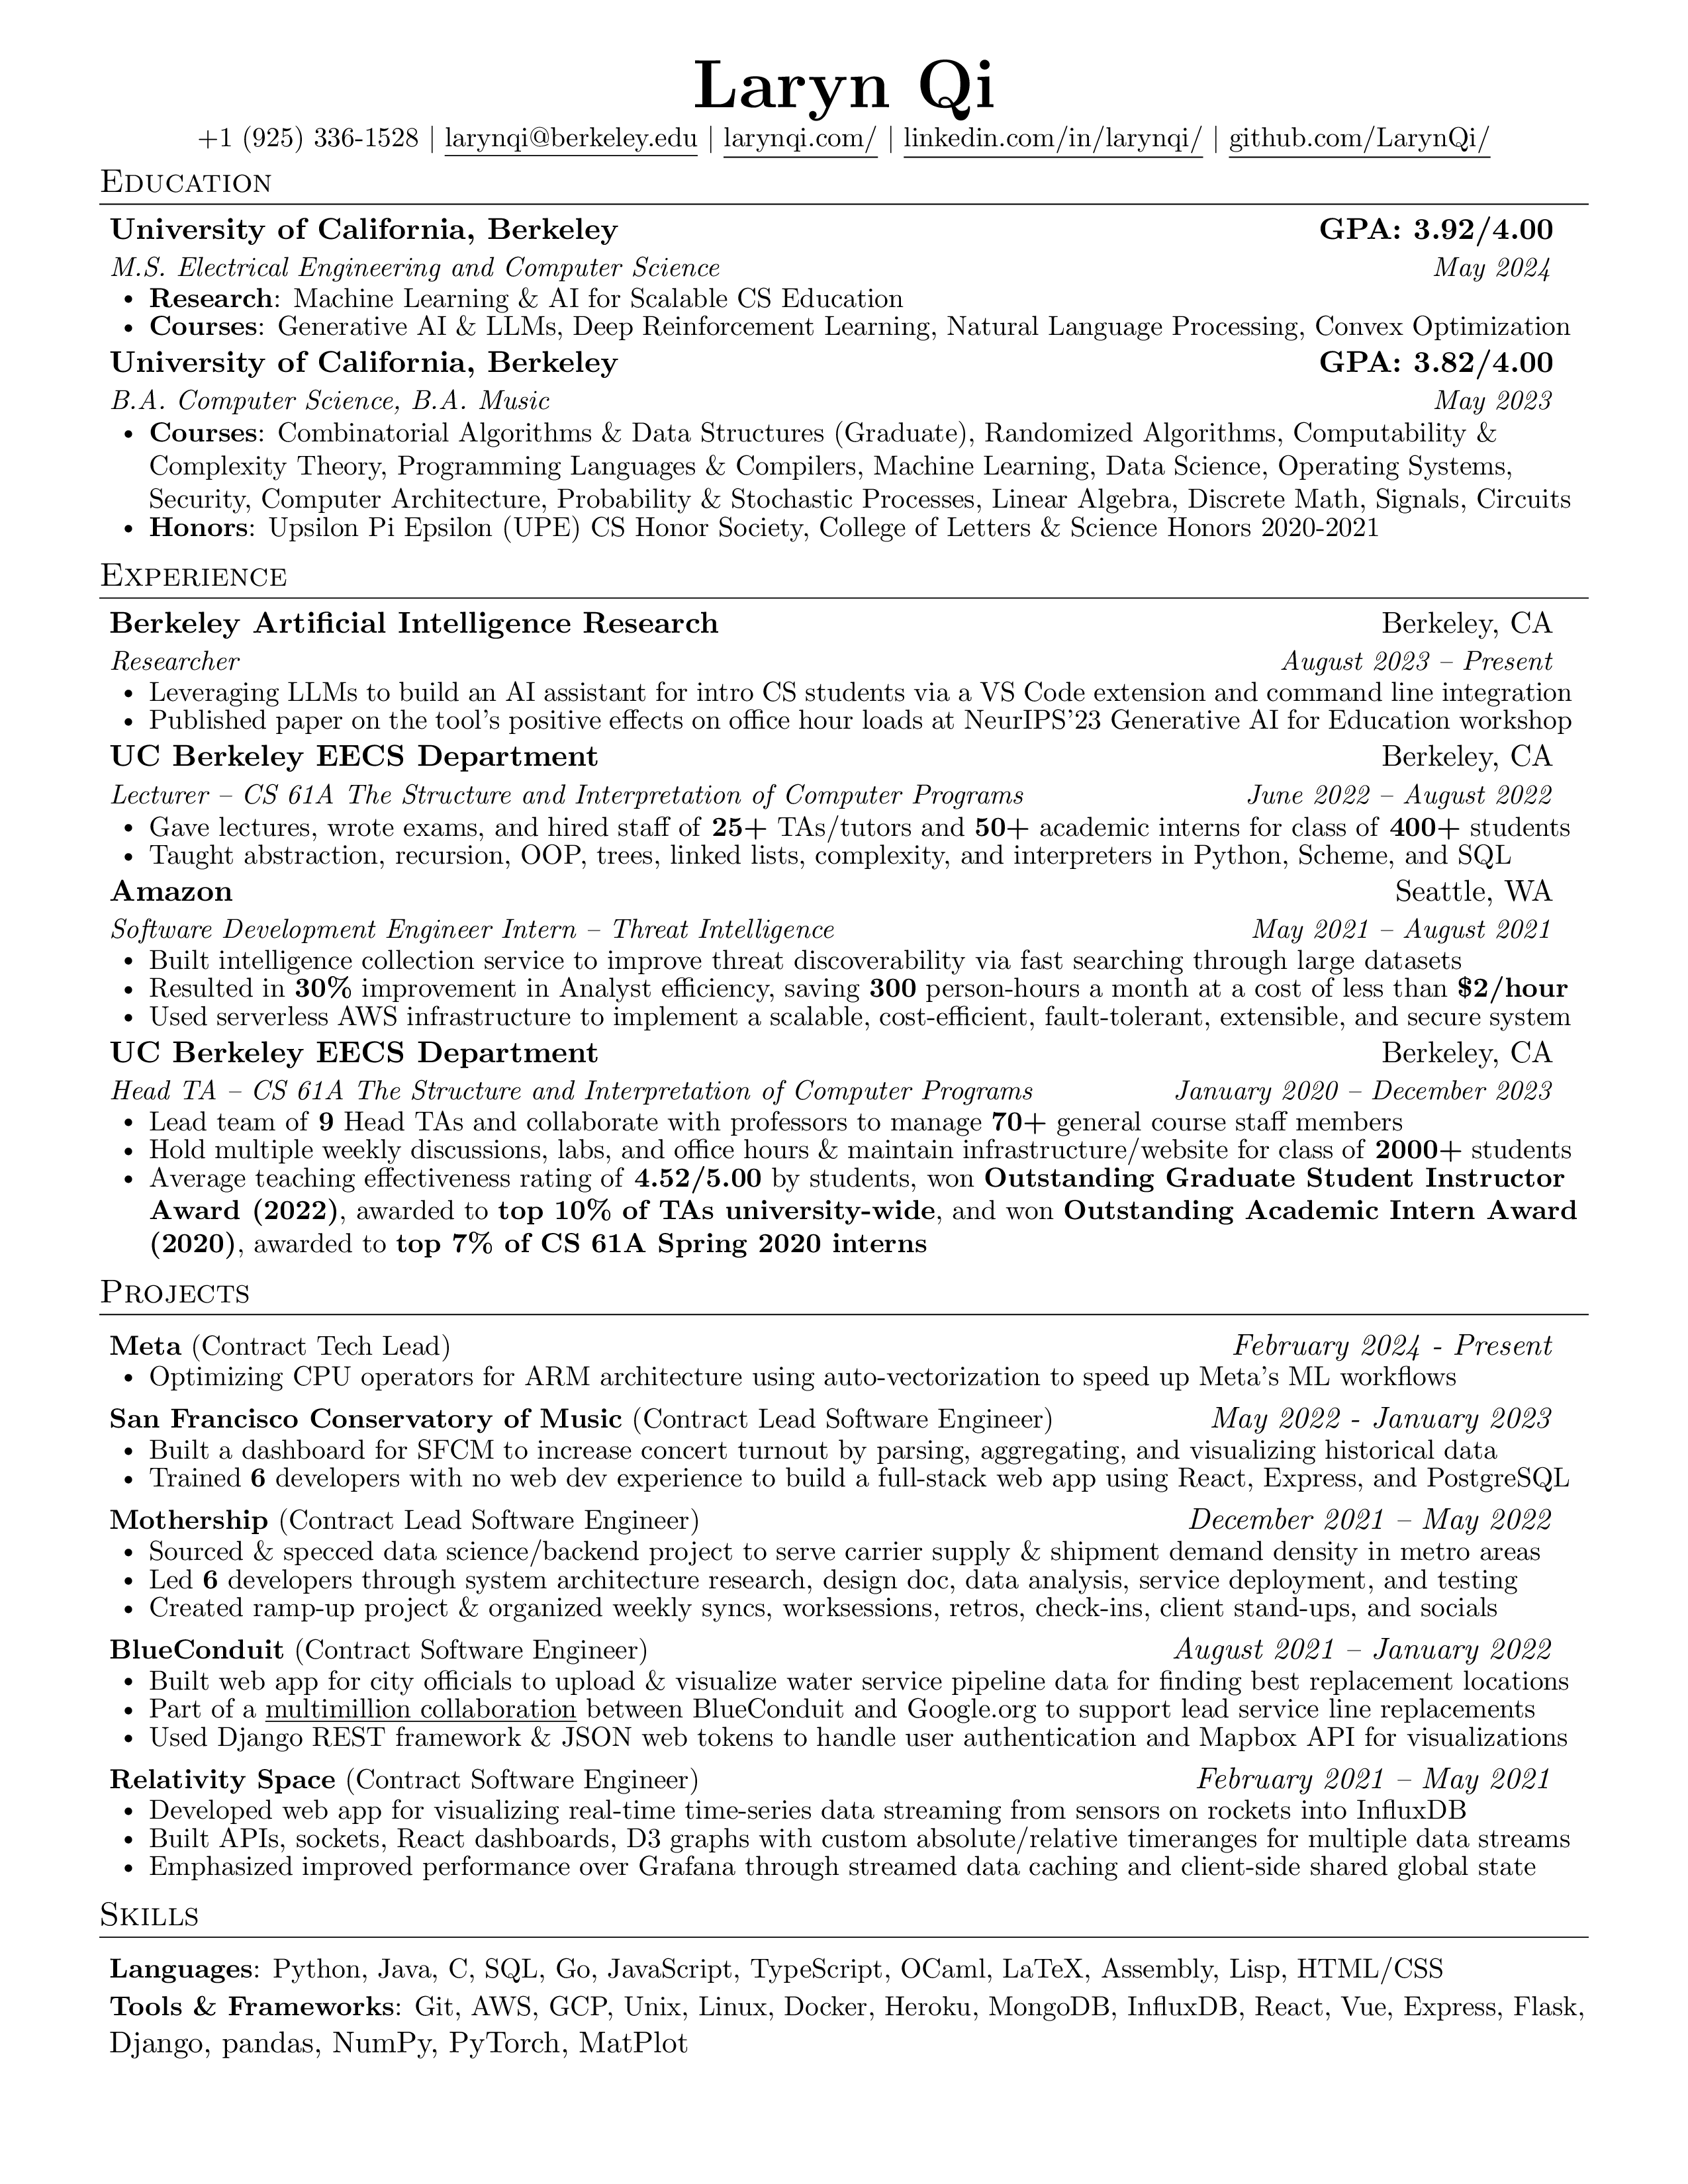 Laryn Qi
+1 (925) 336-1528 | larynqi@berkeley.edu | larynqi.com/ | linkedin.com/in/larynqi/ | github.com/LarynQi/
Education
University of California, Berkeley GPA: 3.92/4.00
M.S. Electrical Engineering and Computer Science May 2024
• Research: Machine Learning & AI for Scalable CS Education
• Courses: Generative AI & LLMs, Deep Reinforcement Learning, Natural Language Processing, Convex Optimization
University of California, Berkeley GPA: 3.82/4.00
B.A. Computer Science, B.A. Music May 2023
• Courses: Combinatorial Algorithms & Data Structures (Graduate), Randomized Algorithms, Computability &
Complexity Theory, Programming Languages & Compilers, Machine Learning, Data Science, Operating Systems,
Security, Computer Architecture, Probability & Stochastic Processes, Linear Algebra, Discrete Math, Signals, Circuits
• Honors: Upsilon Pi Epsilon (UPE) CS Honor Society, College of Letters & Science Honors 2020-2021
Experience
Berkeley Artificial Intelligence Research Berkeley, CA
Researcher August 2023 – Present
• Leveraging LLMs to build an AI assistant for intro CS students via a VS Code extension and command line integration
• Published paper on the tool's positive effects on office hour loads at NeurIPS'23 Generative AI for Education workshop
UC Berkeley EECS Department Berkeley, CA
Lecturer – CS 61A The Structure and Interpretation of Computer Programs June 2022 – August 2022
• Gave lectures, wrote exams, and hired staff of 25+ TAs/tutors and 50+ academic interns for class of 400+ students
• Taught abstraction, recursion, OOP, trees, linked lists, complexity, and interpreters in Python, Scheme, and SQL
Amazon Seattle, WA
Software Development Engineer Intern – Threat Intelligence May 2021 – August 2021
• Built intelligence collection service to improve threat discoverability via fast searching through large datasets
• Resulted in 30% improvement in Analyst efficiency, saving 300 person-hours a month at a cost of less than $2/hour
• Used serverless AWS infrastructure to implement a scalable, cost-efficient, fault-tolerant, extensible, and secure system
UC Berkeley EECS Department Berkeley, CA
Head TA – CS 61A The Structure and Interpretation of Computer Programs January 2020 – December 2023
• Lead team of 9 Head TAs and collaborate with professors to manage 70+ general course staff members
• Hold multiple weekly discussions, labs, and office hours & maintain infrastructure/website for class of 2000+ students
• Average teaching effectiveness rating of 4.52/5.00 by students, won Outstanding Graduate Student Instructor
Award (2022), awarded to top 10% of TAs university-wide, and won Outstanding Academic Intern Award
(2020), awarded to top 7% of CS 61A Spring 2020 interns
Projects
Meta (Contract Tech Lead) February 2024 - Present
• Optimizing CPU operators for ARM architecture using auto-vectorization to speed up Meta's ML workflows
San Francisco Conservatory of Music (Contract Lead Software Engineer) May 2022 - January 2023
• Built a dashboard for SFCM to increase concert turnout by parsing, aggregating, and visualizing historical data
• Trained 6 developers with no web dev experience to build a full-stack web app using React, Express, and PostgreSQL
Mothership (Contract Lead Software Engineer) December 2021 – May 2022
• Sourced & specced data science/backend project to serve carrier supply & shipment demand density in metro areas
• Led 6 developers through system architecture research, design doc, data analysis, service deployment, and testing
• Created ramp-up project & organized weekly syncs, worksessions, retros, check-ins, client stand-ups, and socials
BlueConduit (Contract Software Engineer) August 2021 – January 2022
• Built web app for city officials to upload & visualize water service pipeline data for finding best replacement locations
• Part of a multimillion collaboration between BlueConduit and Google.org to support lead service line replacements
• Used Django REST framework & JSON web tokens to handle user authentication and Mapbox API for visualizations
Relativity Space (Contract Software Engineer) February 2021 – May 2021
• Developed web app for visualizing real-time time-series data streaming from sensors on rockets into InfluxDB
• Built APIs, sockets, React dashboards, D3 graphs with custom absolute/relative timeranges for multiple data streams
• Emphasized improved performance over Grafana through streamed data caching and client-side shared global state
Skills
Languages: Python, Java, C, SQL, Go, JavaScript, TypeScript, OCaml, LaTeX, Assembly, Lisp, HTML/CSS
Tools & Frameworks: Git, AWS, GCP, Unix, Linux, Docker, Heroku, MongoDB, InfluxDB, React, Vue, Express, Flask,
Django, pandas, NumPy, PyTorch, MatPlot